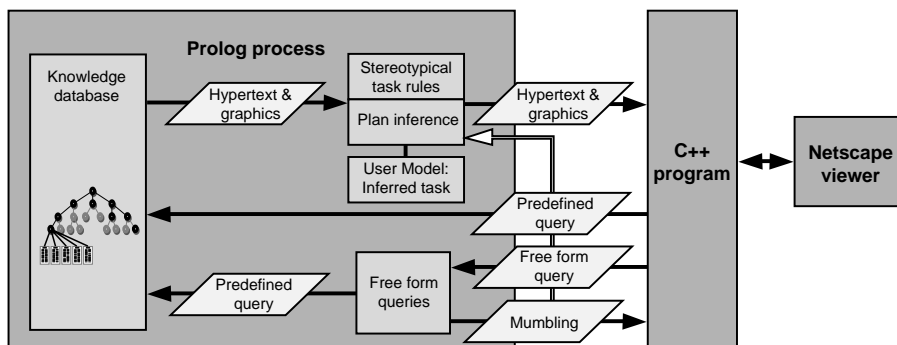 Prolog process
Knowledge
database
Hypertext &
graphics
Stereotypical
task rules
Plan inference
User Model:
Inferred task
Hypertext &
graphics
C++
program
Netscape
viewer
Predefined
query
Free form
query
Predefined
query
Free form
queries
Mumbling